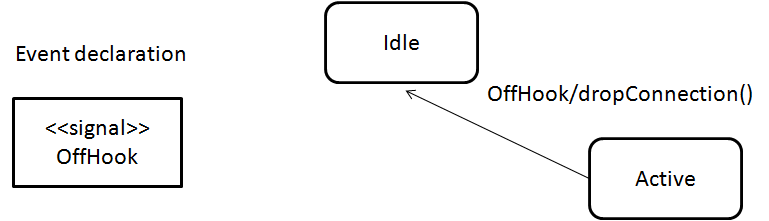 Event declaration
<<signal>>
OffHook
Idle
OffHook/dropConnection()
Active